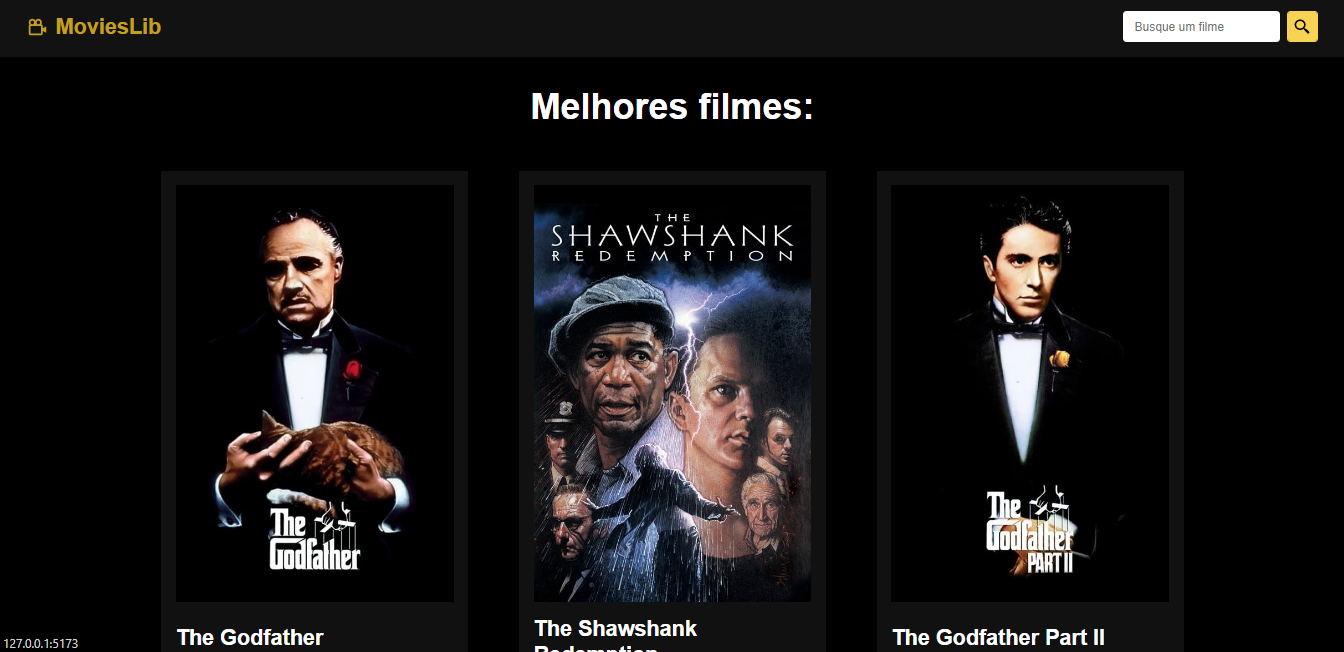 MoviesLib
Busque um filme
Melhores filmes:
THE
SHAWSHANK
REDEMPTION
The
Godfather
The
Godfather
PART II
The Godfather
The Shawshank
Redemption
The Godfather Part II
127.0.0.1:5173